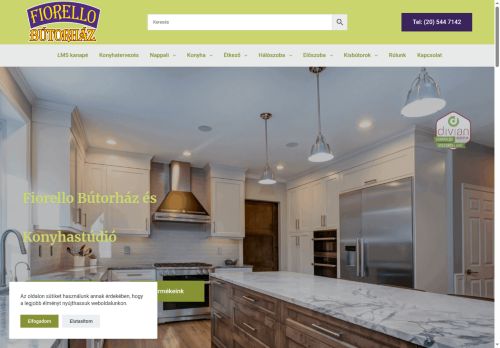 FIORELLO
BÚTORHÁZ
Keresés
Tel: (20) 544 7142
LMS kanapé
Konyhatervezés
Nappali
Konyha
Étkező
Hálószoba
Előszoba
Kisbútorok
Rólunk
Kapcsolat
divian
Fiorello Bútorház és
Konyhastúdió
rmékeink
Az oldalon sütiket használunk annak érdekében, hogy
a legjobb élményt nyújthassuk weboldalunkon.
Elfogadom
Elutasítom